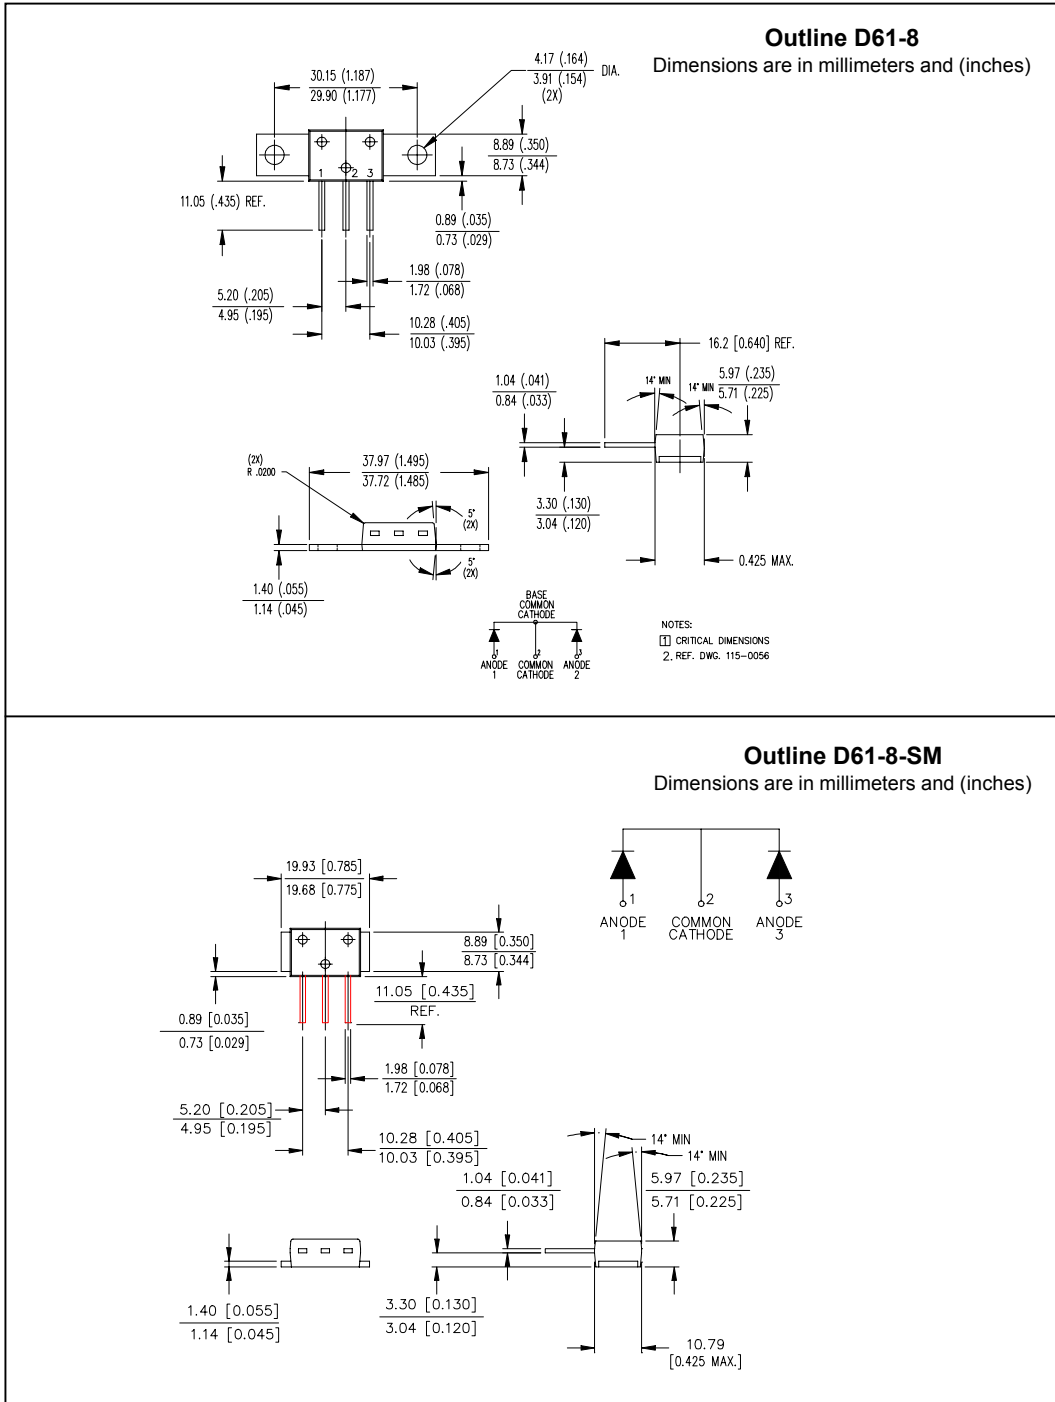 Outline D61-8
Dimensions are in millimeters and (inches)
4.17 (.164)
3.91 (.154)
DIA.
(2X)
30.15 (1.187)
29.90 (1.177)
8.89 (.350)
8.73 (.344)
1 2 3
11.05 (.435) REF.
0.89 (.035)
0.73 (.029)
1.98 (.078)
1.72 (.068)
5.20 (.205)
4.95 (.195)
10.28 (.405)
10.03 (.395)
16.2 [0.640] REF.
1.04 (.041)
0.84 (.033)
14° MIN
14° MIN
5.97 (.235)
5.71 (.225)
(2X)
R .0200
37.97 (1.495)
37.72 (1.485)
5°
(2X)
3.30 (.130)
3.04 (.120)
0.425 MAX.
5°
(2X)
1.40 (.055)
1.14 (.045)
BASE
COMMON
CATHODE
1 2 3
ANODE COMMON ANODE
1 CATHODE 2
NOTES:
1 CRITICAL DIMENSIONS
2. REF. DWG. 115-0056
Outline D61-8-SM
Dimensions are in millimeters and (inches)
1 2 3
ANODE COMMON ANODE
1 CATHODE 3
19.93 [0.785]
19.68 [0.775]
8.89 [0.350]
8.73 [0.344]
11.05 [0.435]
REF.
0.89 [0.035]
0.73 [0.029]
1.98 [0.078]
1.72 [0.068]
5.20 [0.205]
4.95 [0.195]
10.28 [0.405]
10.03 [0.395]
14° MIN
14° MIN
1.04 [0.041]
0.84 [0.033]
5.97 [0.235]
5.71 [0.225]
1.40 [0.055]
1.14 [0.045]
3.30 [0.130]
3.04 [0.120]
10.79
[0.425 MAX.]